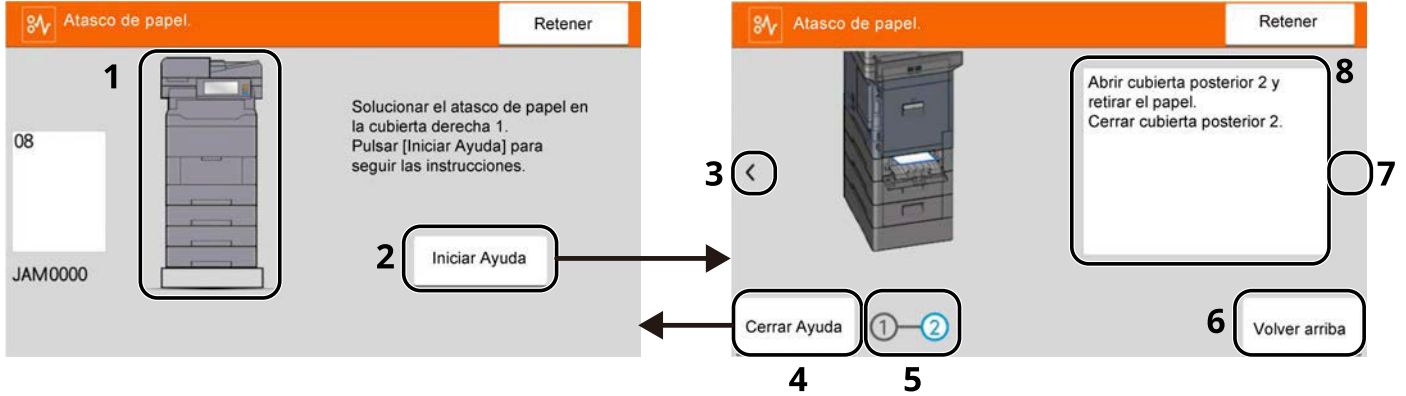 Atasco de papel.
Retener
1
08
JAM0000
Solucionar el atasco de papel en
la cubierta derecha 1.
Pulsar [Iniciar Ayuda] para
seguir las instrucciones.
2
Iniciar Ayuda
Atasco de papel.
Retener
8
Abrir cubierta posterior 2 y
retirar el papel.
Cerrar cubierta posterior 2.
3
<
7
Cerrar Ayuda
1
2
6
Volver arriba
4
5